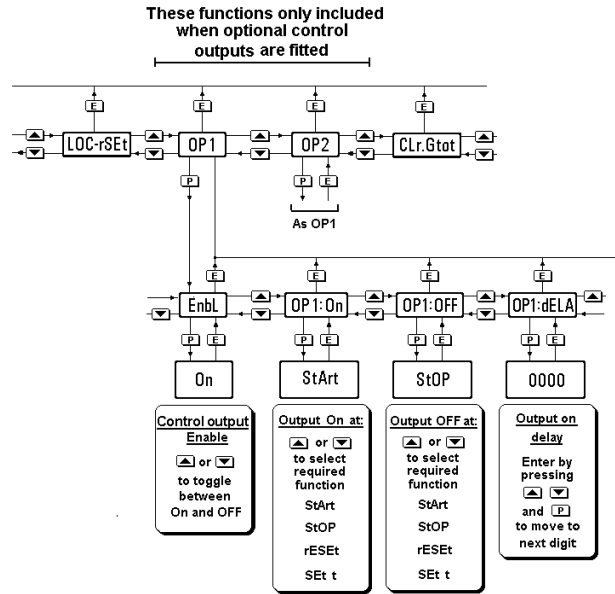 These functions only included
when optional control
outputs are fitted
E E E E
LOC-rSEt OP1 OP2 CLr.Gtot
P P E
As OP1
E E E E
EnbL OP1:On OP1:OFF OP1:dELA
P E P E P E P E
On StArt StOP 0000
Control output
Enable
or
to toggle
between
On and OFF
Output On at:
or
to select
required
function
StArt
StOP
rESEt
SEt t
Output OFF at:
or
to select
required
function
StArt
StOP
rESEt
SEt t
Output on
delay
Enter by
pressing
and P
to move to
next digit